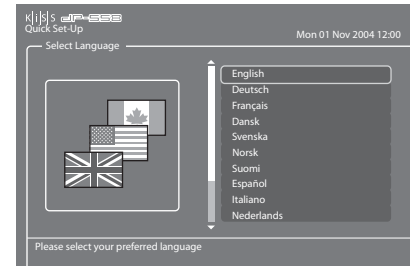 KiSS DP-558
Quick Set-Up
Mon 01 Nov 2004 12:00
Select Language
English
Deutsch
Français
Dansk
Svenska
Norsk
Suomi
Español
Italiano
Nederlands
Please select your preferred language